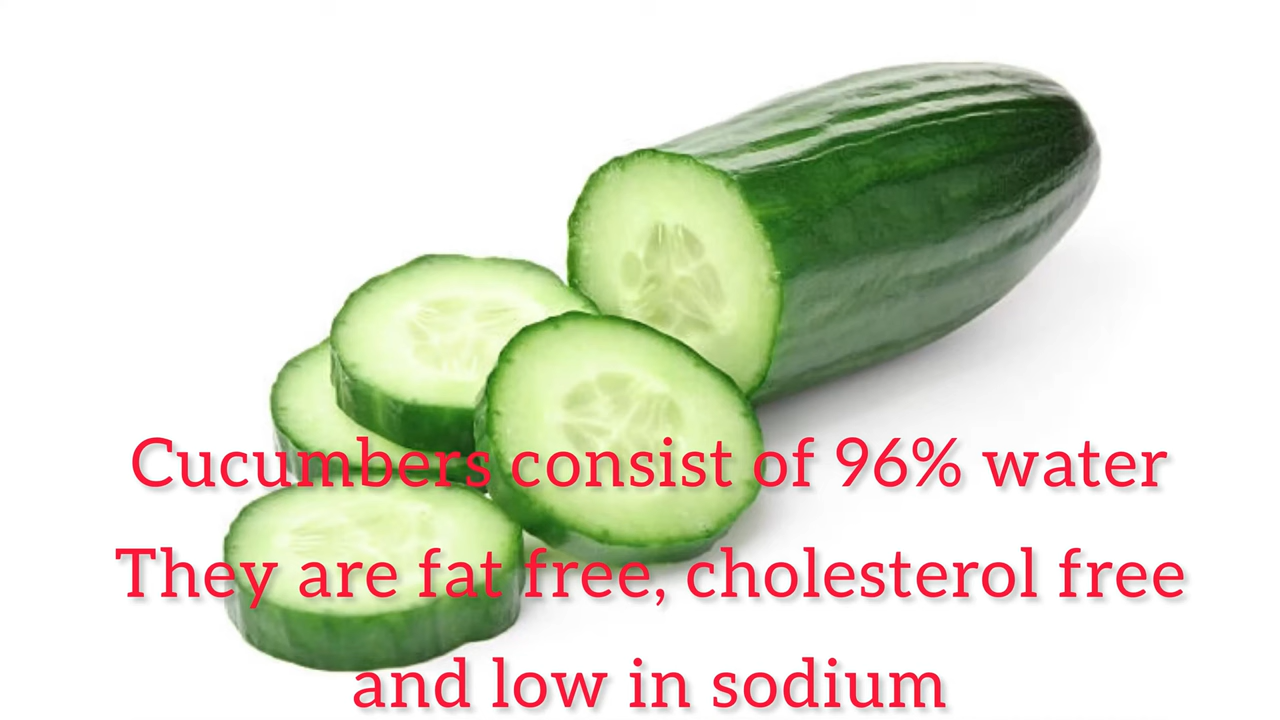 Cucumbers consist of 96% water
They are fat free, cholesterol free
and low in sodium